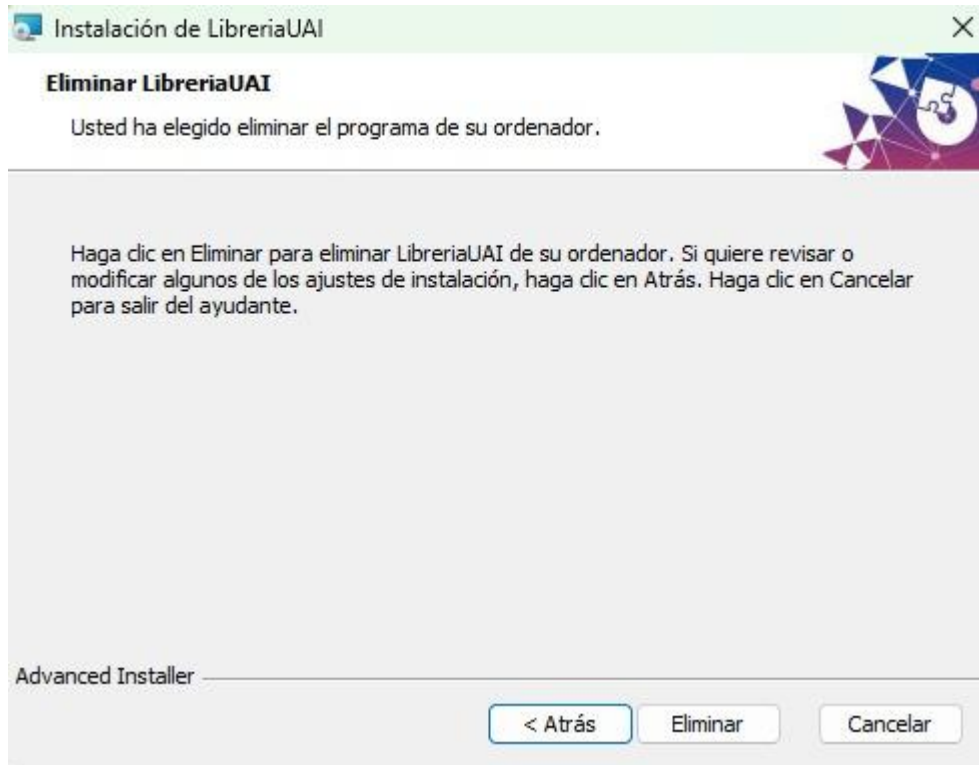 Instalación de LibreriaUAI
Eliminar LibreriaUAI
Usted ha elegido eliminar el programa de su ordenador.
Haga clic en Eliminar para eliminar LibreriaUAI de su ordenador. Si quiere revisar o
modificar algunos de los ajustes de instalación, haga clic en Atrás. Haga clic en Cancelar
para salir del ayudante.
Advanced Installer
< Atrás
Eliminar
Cancelar